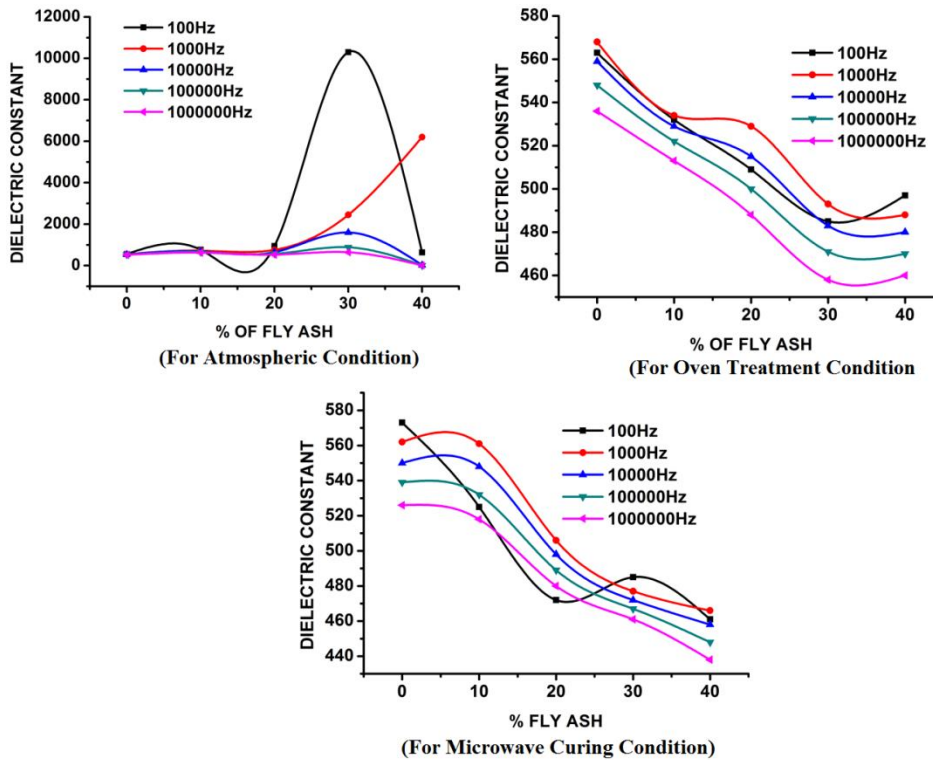 12000
10000
8000
6000
4000
2000
0
DIELECTRIC CONSTANT
100Hz
1000Hz
10000Hz
100000Hz
1000000Hz
0 10 20 30 40
% OF FLY ASH
(For Atmospheric Condition)
580
560
540
520
500
480
460
DIELECTRIC CONSTANT
100Hz
1000Hz
10000Hz
100000Hz
1000000Hz
0 10 20 30 40
% OF FLY ASH
(For Oven Treatment Condition
580
560
540
520
500
480
460
440
DIELECTRIC CONSTANT
100Hz
1000Hz
10000Hz
100000Hz
1000000Hz
0 10 20 30 40
% FLY ASH
(For Microwave Curing Condition)